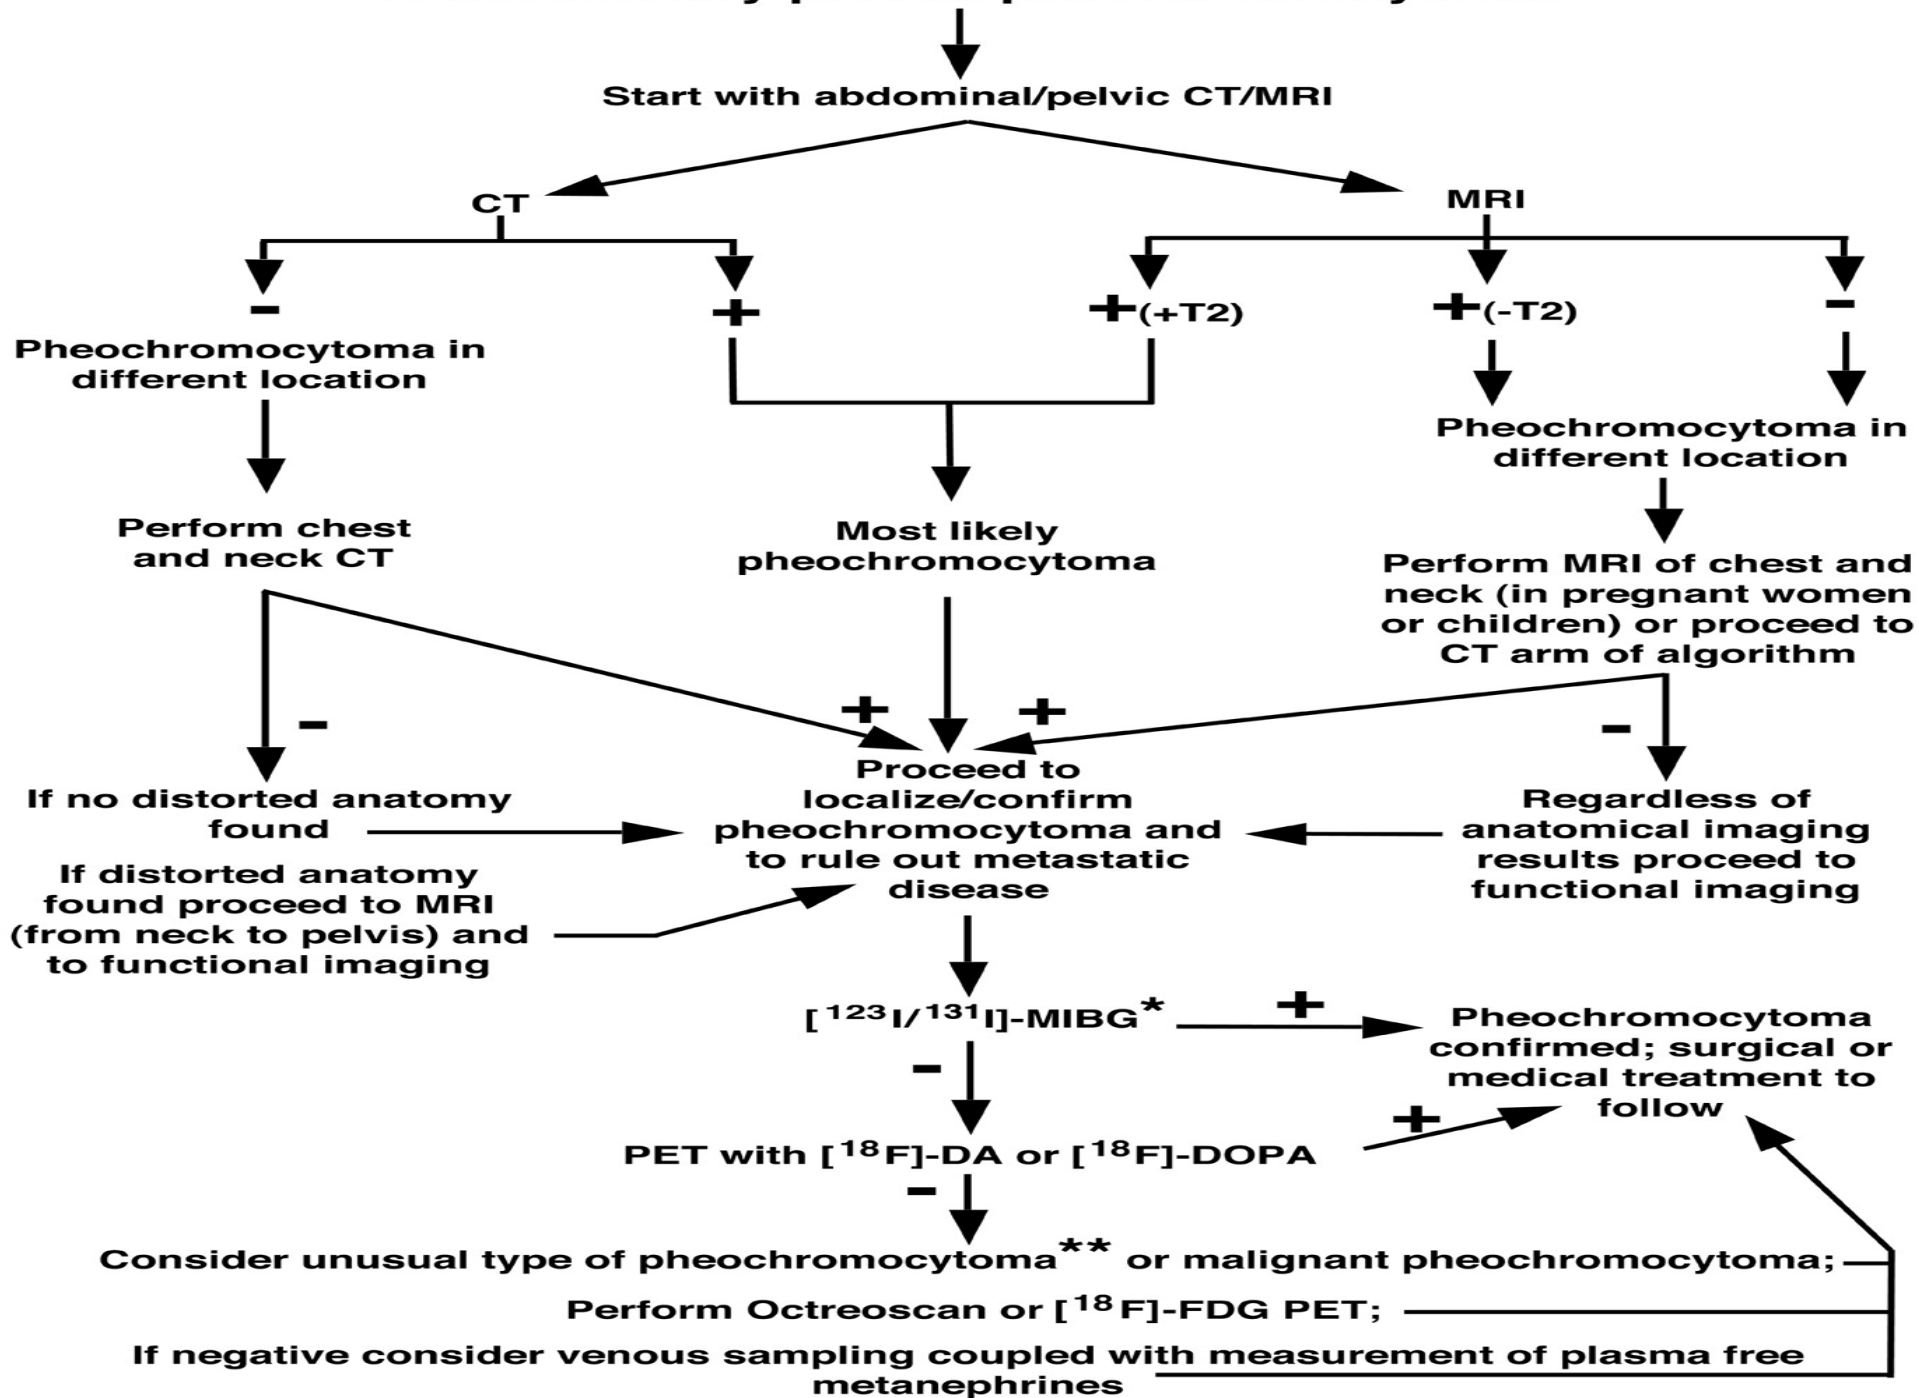 Start with abdominal/pelvic CT/MRI
CT
MRI
-
+
+(+T2)
+(-T2)
-
Pheochromocytoma in
different location
Pheochromocytoma in
different location
Perform chest
and neck CT
Most likely
pheochromocytoma
Perform MRI of chest and
neck (in pregnant women
or children) or proceed to
CT arm of algorithm
-
+
+
-
If no distorted anatomy
found
If distorted anatomy
found proceed to MRI
(from neck to pelvis) and
to functional imaging
Proceed to
localize/confirm
pheochromocytoma and
to rule out metastatic
disease
Regardless of
anatomical imaging
results proceed to
functional imaging
[¹²³I/¹³¹I]-MIBG*
+
Pheochromocytoma
confirmed; surgical or
medical treatment to
follow
-
PET with [¹⁸F]-DA or [¹⁸F]-DOPA
+
-
Consider unusual type of pheochromocytoma** or malignant pheochromocytoma;
Perform Octreoscan or [¹⁸F]-FDG PET;
If negative consider venous sampling coupled with measurement of plasma free
metanephrines